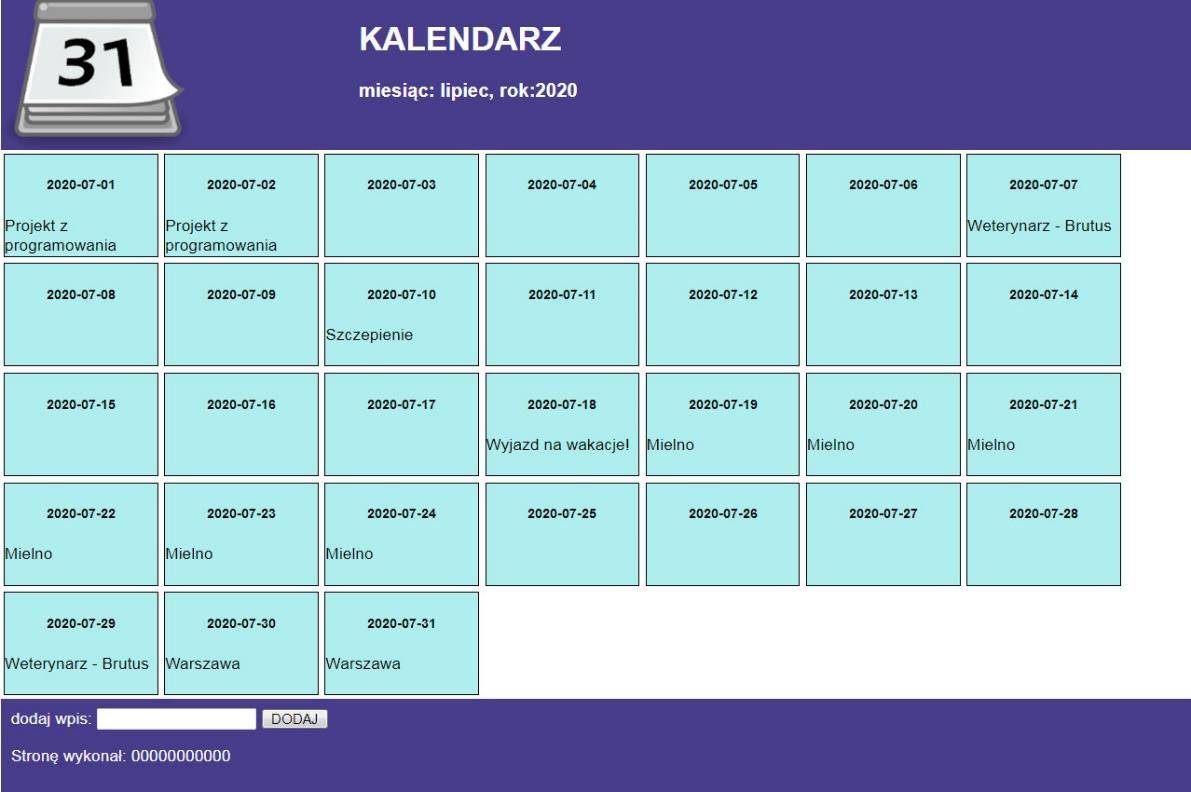 31
KALENDARZ
miesiąc: lipiec, rok:2020
2020-07-01
Projekt z
programowania
2020-07-02
Projekt z
programowania
2020-07-03
2020-07-04
2020-07-05
2020-07-06
2020-07-07
Weterynarz - Brutus
2020-07-08
2020-07-09
2020-07-10
Szczepienie
2020-07-11
2020-07-12
2020-07-13
2020-07-14
2020-07-15
2020-07-16
2020-07-17
2020-07-18
Wyjazd na wakacje!
2020-07-19
Mielno
2020-07-20
Mielno
2020-07-21
Mielno
2020-07-22
Mielno
2020-07-23
Mielno
2020-07-24
Mielno
2020-07-25
2020-07-26
2020-07-27
2020-07-28
2020-07-29
Weterynarz - Brutus
2020-07-30
Warszawa
2020-07-31
Warszawa
dodaj wpis: DODAJ
Stronę wykonał: 00000000000